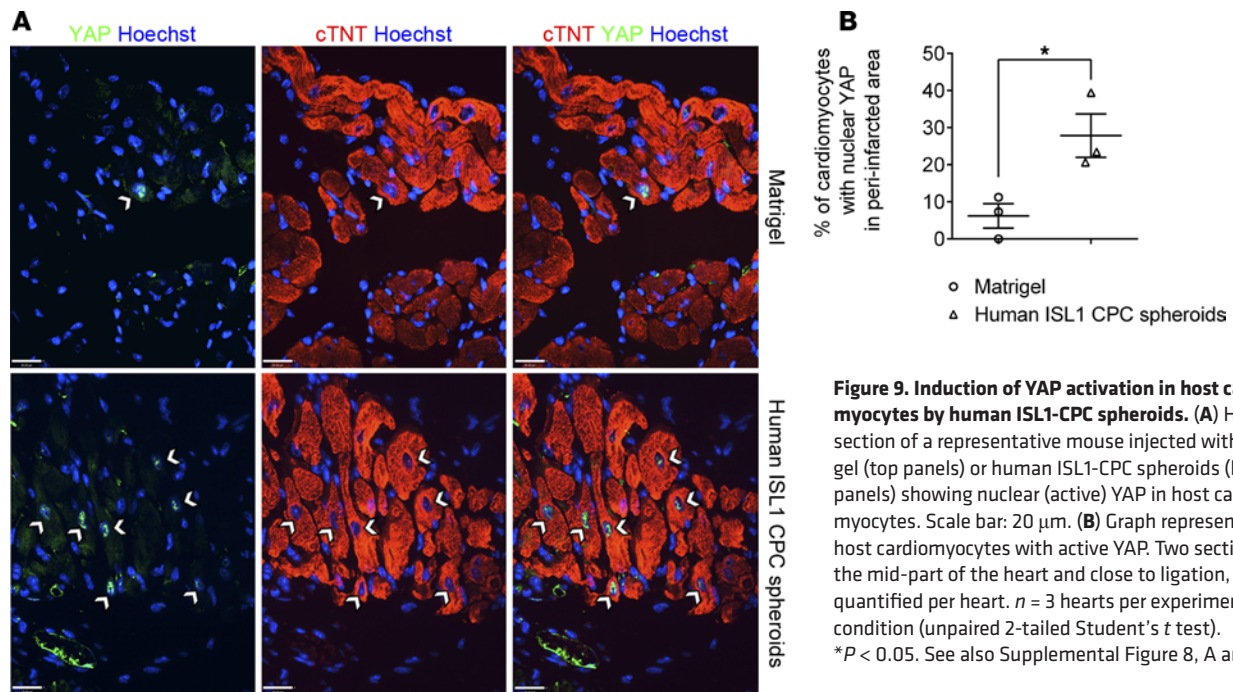 A
YAP Hoechst
cTNT Hoechst
cTNT YAP Hoechst
Matrigel
Human ISL1 CPC spheroids
B
% of cardiomyocytes
with nuclear YAP
in peri-infarcted area
50
40
30
20
10
0
*
Matrigel
Human ISL1 CPC spheroids
Figure 9. Induction of YAP activation in host ca
myocytes by human ISL1-CPC spheroids. (A) H
section of a representative mouse injected with
gel (top panels) or human ISL1-CPC spheroids (
panels) showing nuclear (active) YAP in host ca
myocytes. Scale bar: 20 μm. (B) Graph represen
host cardiomyocytes with active YAP. Two secti
the mid-part of the heart and close to ligation,
quantified per heart. n = 3 hearts per experimer
condition (unpaired 2-tailed Student's t test).
*P < 0.05. See also Supplemental Figure 8, A ar